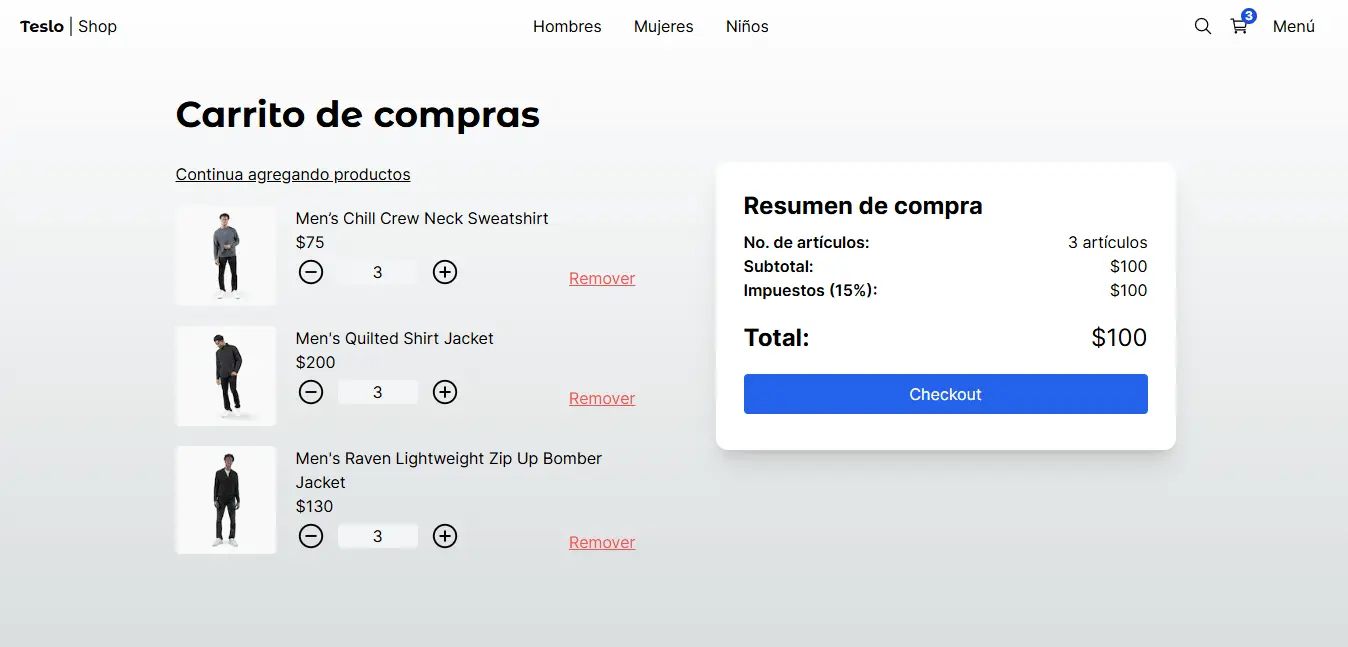 Teslo | Shop
Hombres Mujeres Niños
3
Menú
Carrito de compras
Continua agregando productos
Men’s Chill Crew Neck Sweatshirt
$75
3
Remover
Men's Quilted Shirt Jacket
$200
3
Remover
Men's Raven Lightweight Zip Up Bomber
Jacket
$130
3
Remover
Resumen de compra
No. de artículos: 3 artículos
Subtotal: $100
Impuestos (15%): $100
Total: $100
Checkout